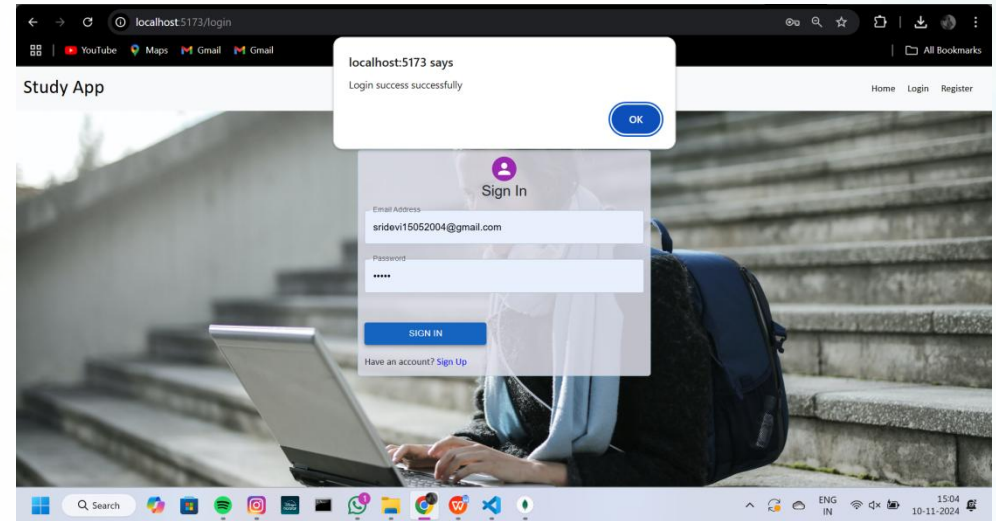 localhost:5173/login
YouTube Maps Gmail Gmail All Bookmarks
localhost:5173 says
Login success successfully
OK
Study App
Home Login Register
Sign In
Email Address
sridevi15052004@gmail.com
Password
•••••
SIGN IN
Have an account? Sign Up
Search
ENG
IN
15:04
10-11-2024